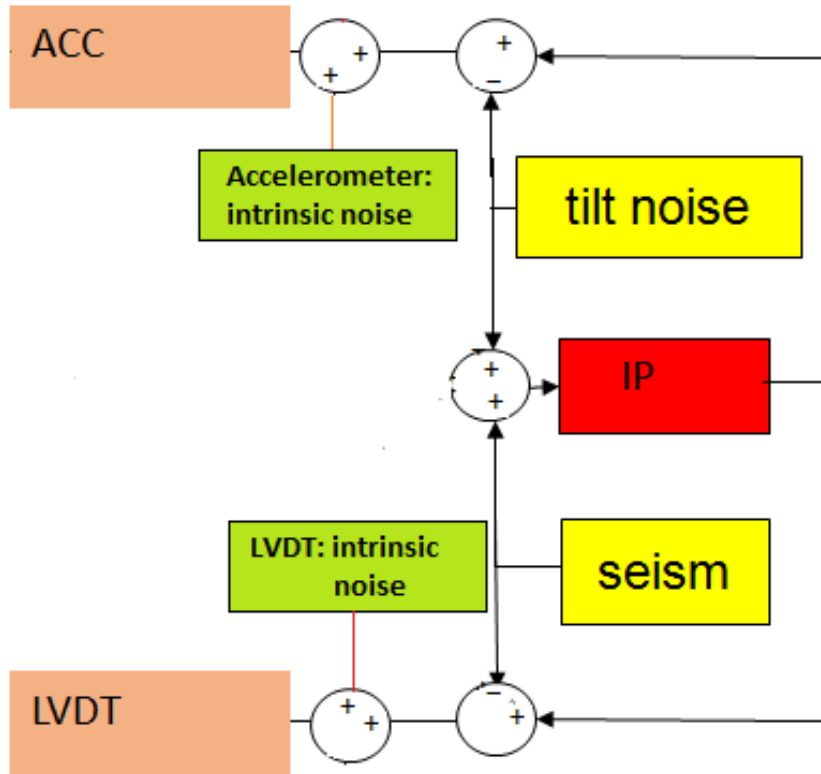 ACC
+
+
+
−
Accelerometer:
intrinsic noise
tilt noise
+
+
IP
LVDT: intrinsic
noise
seism
LVDT
+
+
−
+